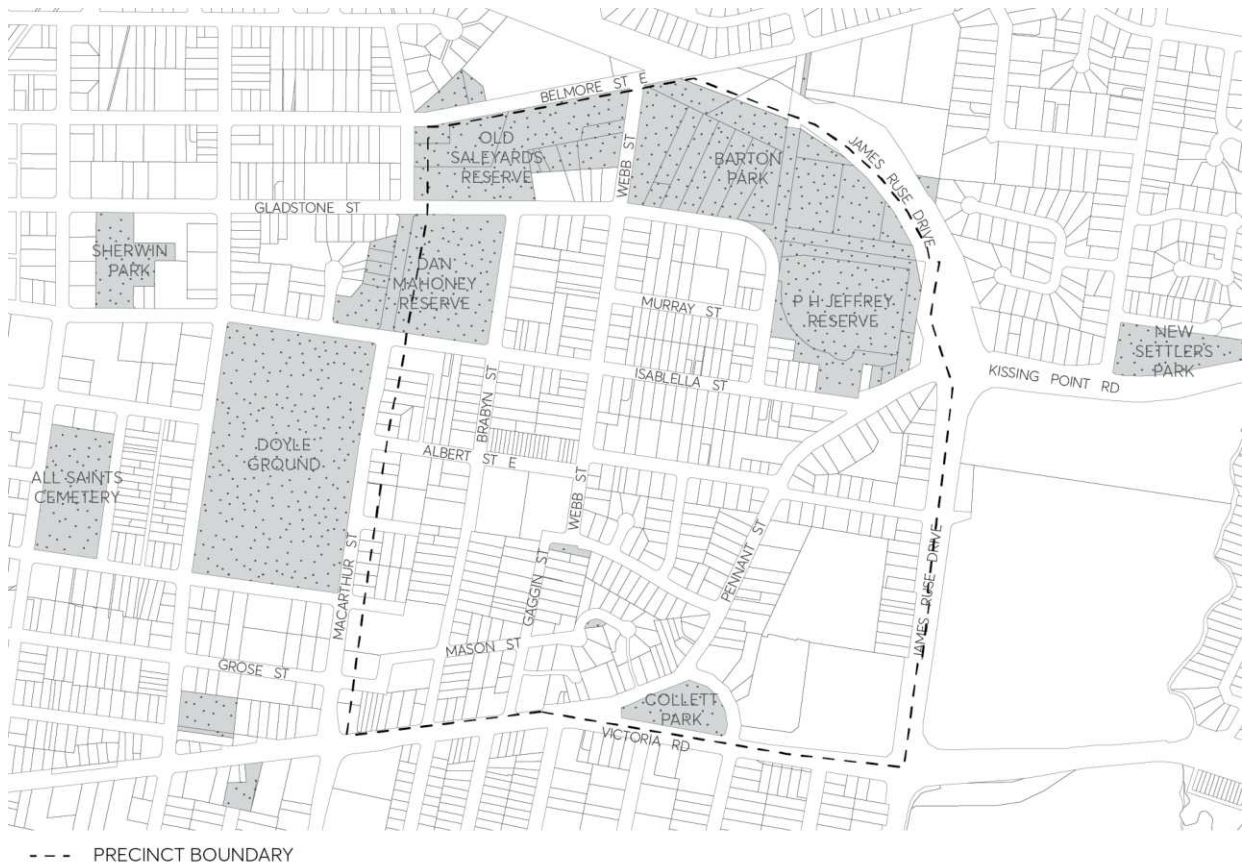 BELMORE ST E
OLD
SALEYARDS
RESERVE
WEBB ST
BARTON
PARK
JAMES RUSE DRIVE
GLADSTONE ST
SHERWIN
PARK
DAN
MAHONEY
RESERVE
MURRAY ST
P H JEFFREY
RESERVE
NEW
SETTLERS
PARK
ISABLELLA ST
KISSING POINT RD
BRABYN ST
DOYLE
GROUND
ALBERT ST E
ALL SAINTS
CEMETERY
WEBB ST
PENNANT ST
GAGGIN ST
MACARTHUR ST
JAMES RUSE DRIVE
MASON ST
GROSE ST
COLLETT
PARK
VICTORIA RD
PRECINCT BOUNDARY